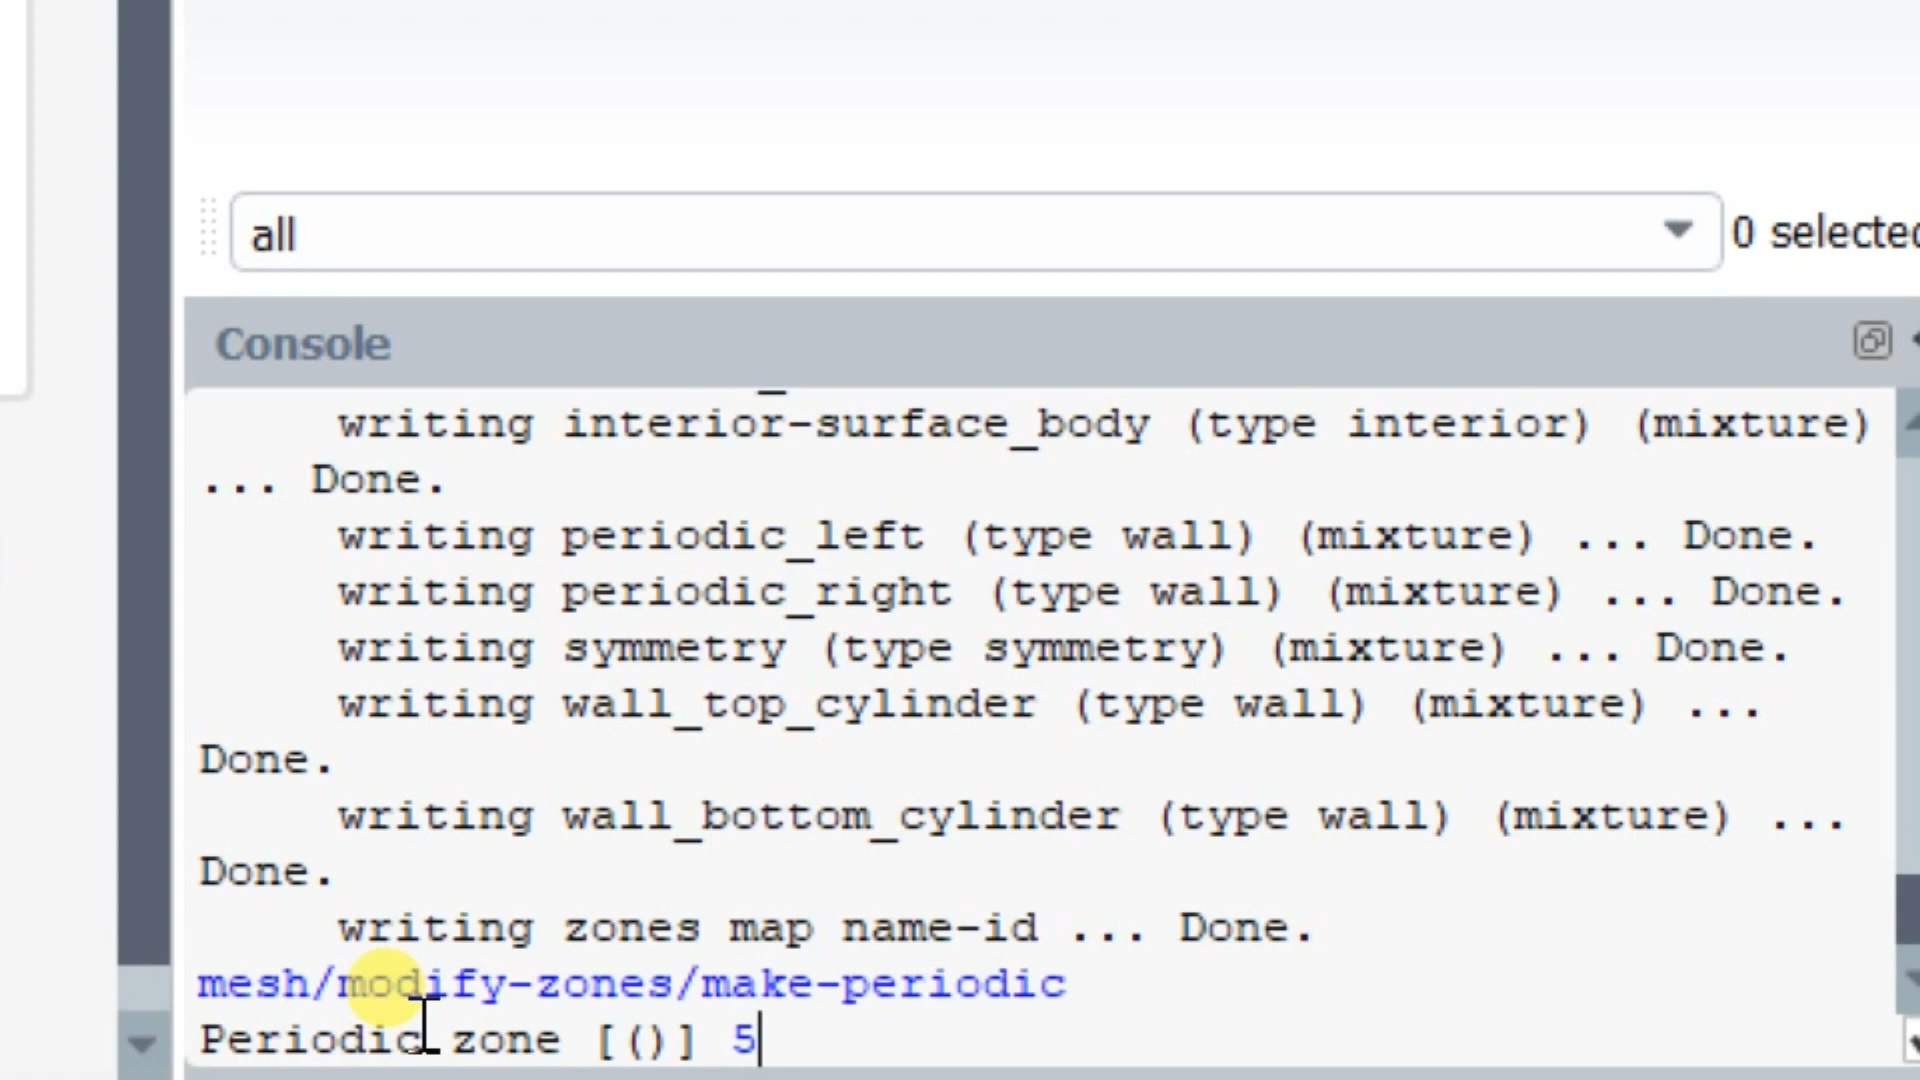 all
0 selected
Console
writing interior-surface_body (type interior) (mixture)
... Done.
writing periodic_left (type wall) (mixture) ... Done.
writing periodic_right (type wall) (mixture) ... Done.
writing symmetry (type symmetry) (mixture) ... Done.
writing wall_top_cylinder (type wall) (mixture) ...
Done.
writing wall_bottom_cylinder (type wall) (mixture) ...
Done.
writing zones map name-id ... Done.
mesh/modify-zones/make-periodic
Periodic zone [()] 5